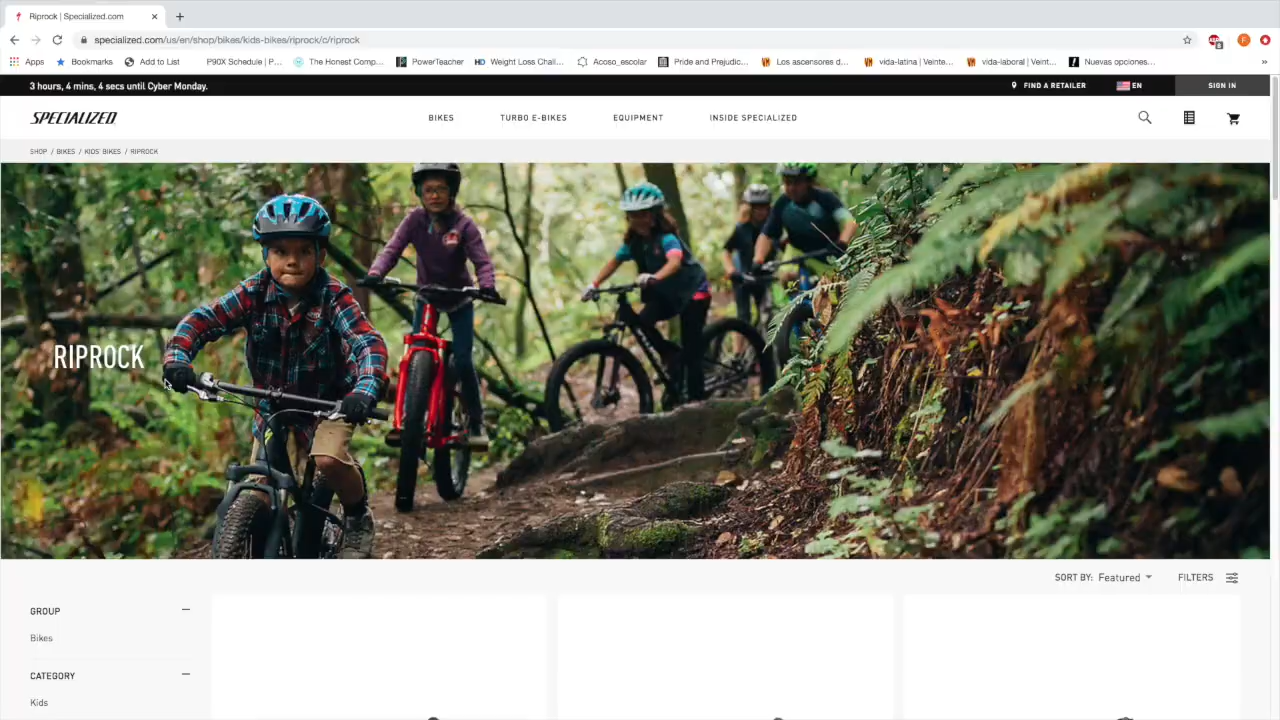 Riprock | Specialized.com
specialized.com/us/en/shop/bikes/kids-bikes/riprock/c/riprock
Apps Bookmarks Add to List P90X Schedule | P... The Honest Comp... PowerTeacher HD Weight Loss Chall... Acoso_escolar Pride and Prejudic... Los ascensores d... vida-latina | Veinte... vida-laboral | Veint... Nuevas opciones...
3 hours, 4 mins, 4 secs until Cyber Monday. FIND A RETAILER EN SIGN IN
SPECIALIZED BIKES TURBO E-BIKES EQUIPMENT INSIDE SPECIALIZED
SHOP / BIKES / KIDS' BIKES / RIPROCK
RIPROCK
SORT BY: Featured FILTERS
GROUP
Bikes
CATEGORY
Kids